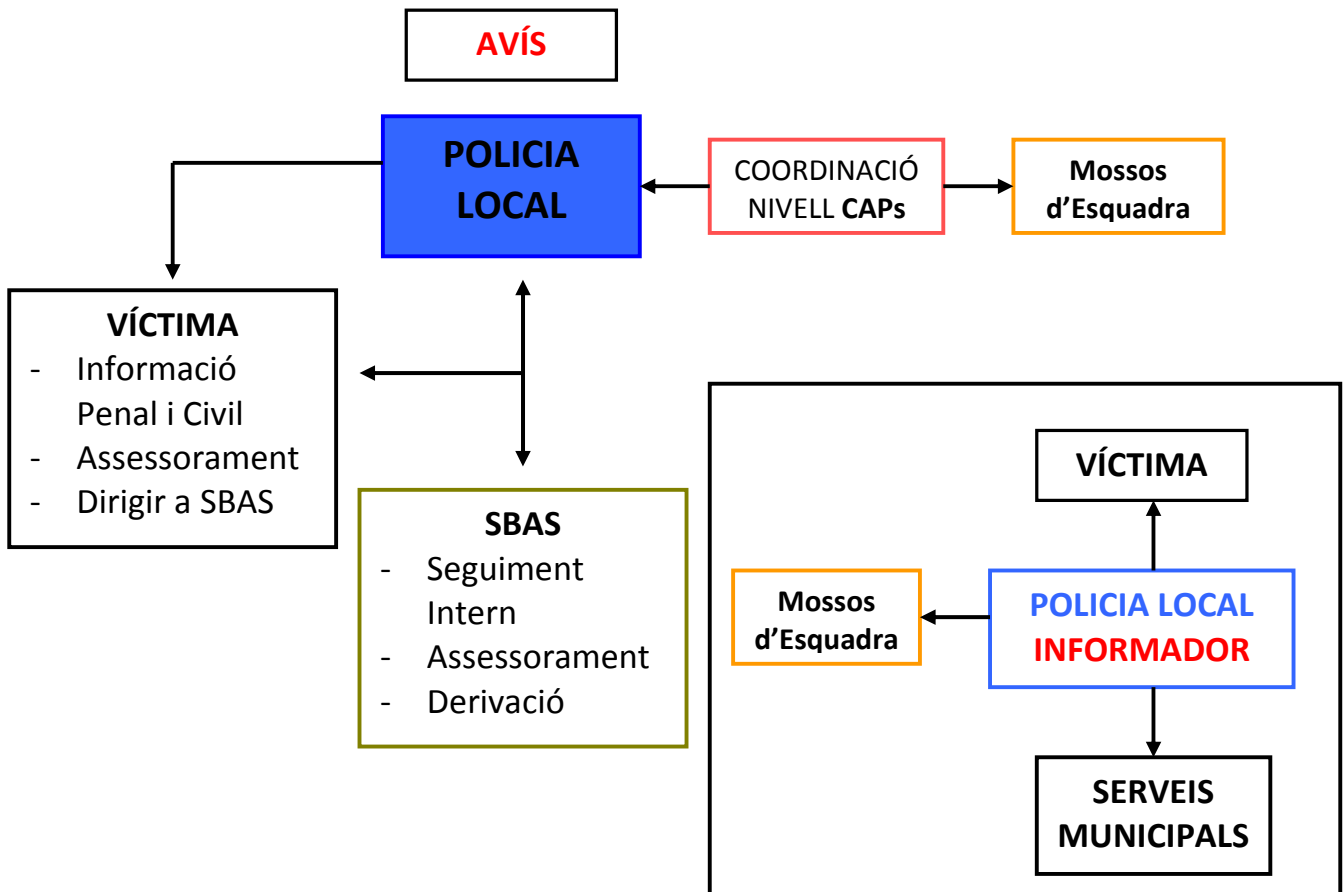 AVÍS
POLICIA
LOCAL
COORDINACIÓ
NIVELL CAPs
Mossos
d’Esquadra
VÍCTIMA
- Informació
Penal i Civil
- Assessorament
- Dirigir a SBAS
SBAS
- Seguiment
Intern
- Assessorament
- Derivació
VÍCTIMA
Mossos
d’Esquadra
POLICIA LOCAL
INFORMADOR
SERVEIS
MUNICIPALS